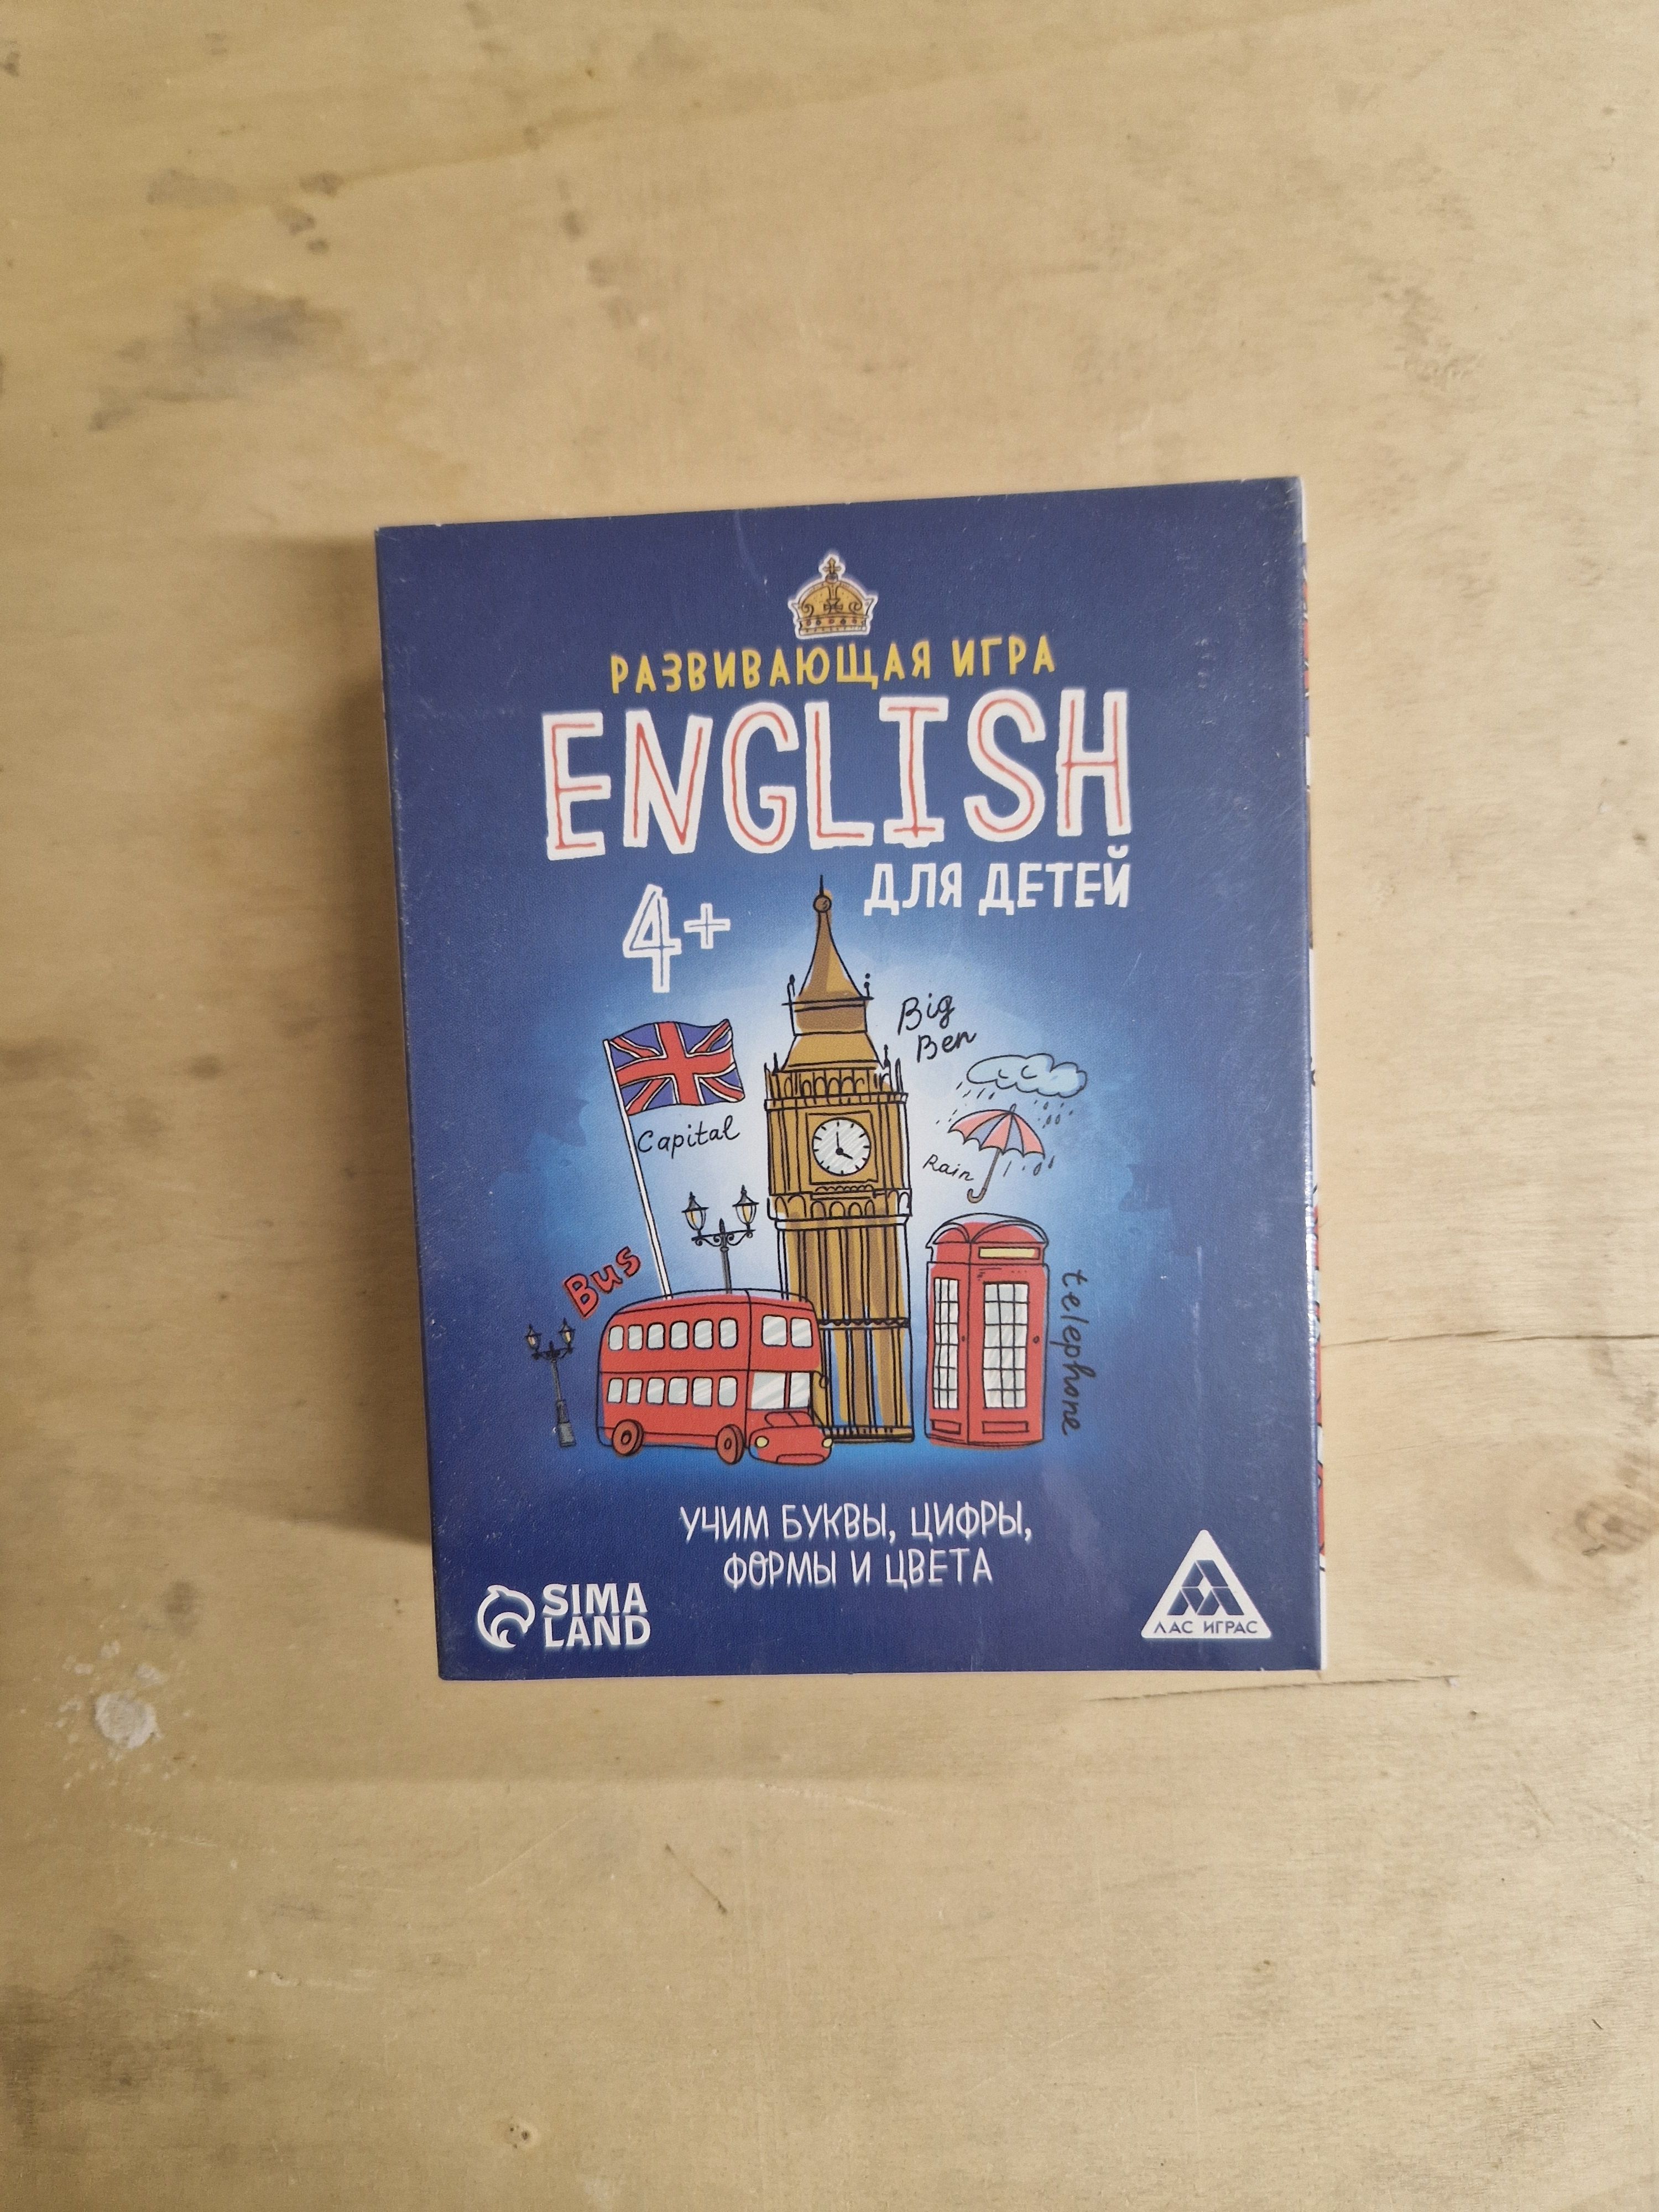 РАЗВИВАЮЩАЯ ИГРА
ENGLISH
ДЛЯ ДЕТЕЙ
4+
Big
Ben
Capital
Rain
Bus
telephone
УЧИМ БУКВЫ, ЦИФРЫ,
ФОРМЫ И ЦВЕТА
SIMA
LAND
ЛАС ИГРАС